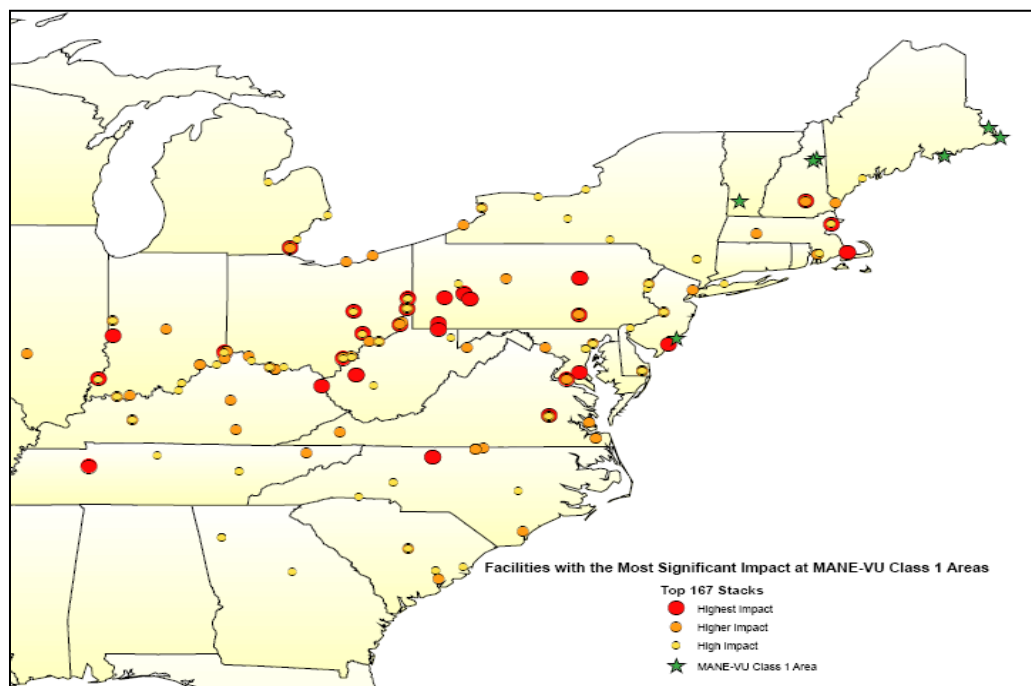 Facilities with the Most Significant Impact at MANE-VU Class 1 Areas
Top 167 Stacks
Highest Impact
Higher Impact
High Impact
MANE-VU Class 1 Area